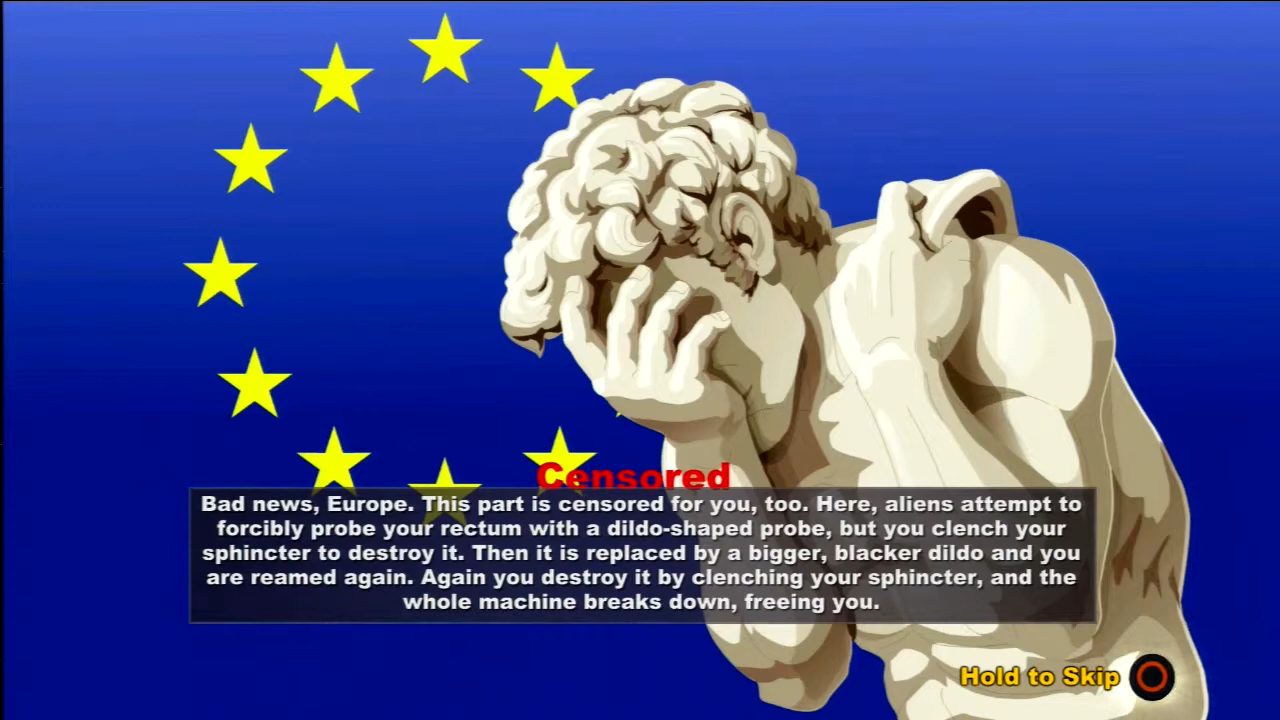 Censored
Bad news, Europe. This part is censored for you, too. Here, aliens attempt to
forcibly probe your rectum with a dildo-shaped probe, but you clench your
sphincter to destroy it. Then it is replaced by a bigger, blacker dildo and you
are reamed again. Again you destroy it by clenching your sphincter, and the
whole machine breaks down, freeing you.
Hold to Skip